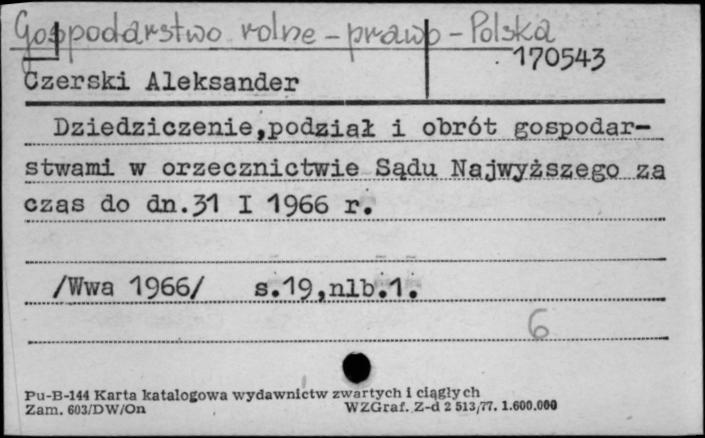 Gospodarstwo rolne - prawo - Polska
170543
Czerski Aleksander
Dziedziczenie,podział i obrót gospodar-
stwami w orzecznictwie Sądu Najwyższego za
czas do dn.31 I 1966 r.
/Wwa 1966/ s.19,nlb.1.
6
Pu-B-144 Karta katalogowa wydawnictw zwartych i ciągłych
Zam. 603/DW/On WZGraf. Z-d 2 513/77. 1.600.000